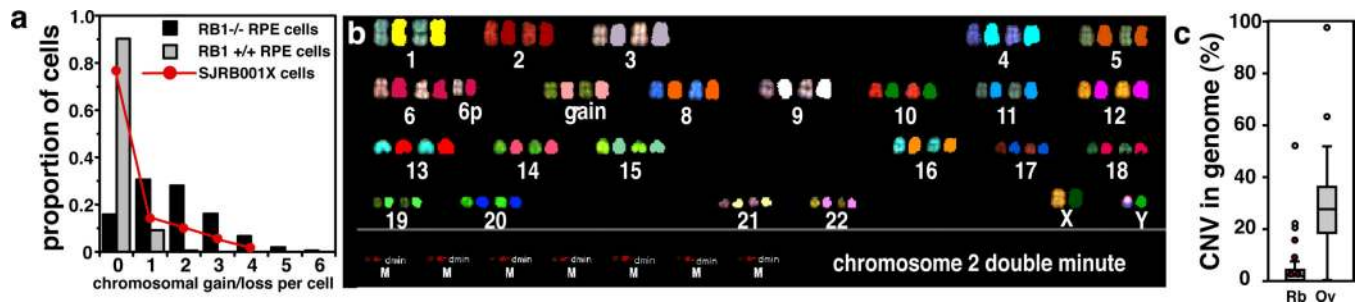 a
proportion of cells
1.0
0.8
0.6
0.4
0.2
0
RB1-/- RPE cells
RB1 +/+ RPE cells
SJRB001X cells
0 1 2 3 4 5 6
chromosomal gain/loss per cell
b
1 2 3 4 5
6 6p gain 8 9 10 11 12
13 14 15 16 17 18
19 20 21 22 X Y
dmin dmin dmin dmin dmin dmin dmin
M M M M M M M
chromosome 2 double minute
c
CNV in genome (%)
100
80
60
40
20
0
Rb Ov